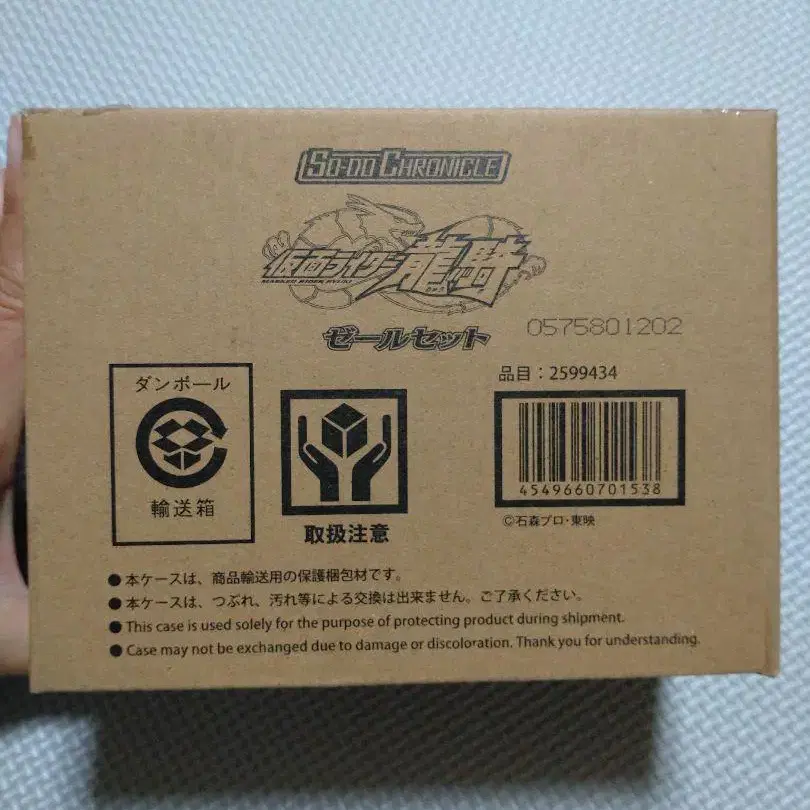 SO-DO CHRONICLE
仮面ライダー龍騎
MASKED RIDER RYUKI
ゼールセット
0575801202
ダンボール
輸送箱
取扱注意
品目：2599434
4549660701538
©石森プロ・東映
● 本ケースは、商品輸送用の保護梱包材です。
● 本ケースは、つぶれ、汚れ等による交換は出来ません。ご了承ください。
● This case is used solely for the purpose of protecting product during shipment.
● Case may not be exchanged due to damage or discoloration. Thank you for understanding.